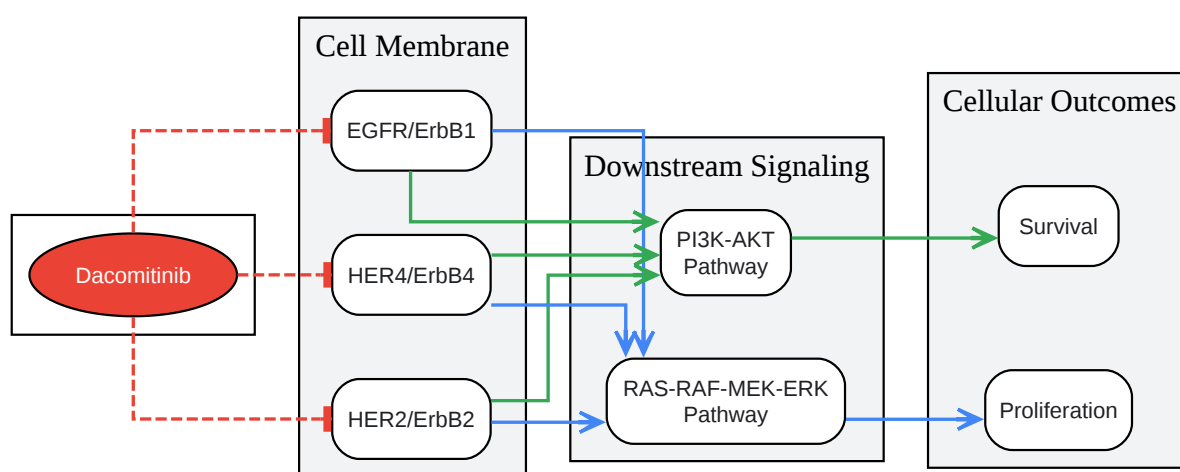 Cell Membrane
EGFR/ErbB1
HER4/ErbB4
HER2/ErbB2
Dacomitinib
Downstream Signaling
PI3K-AKT
Pathway
RAS-RAF-MEK-ERK
Pathway
Cellular Outcomes
Survival
Proliferation